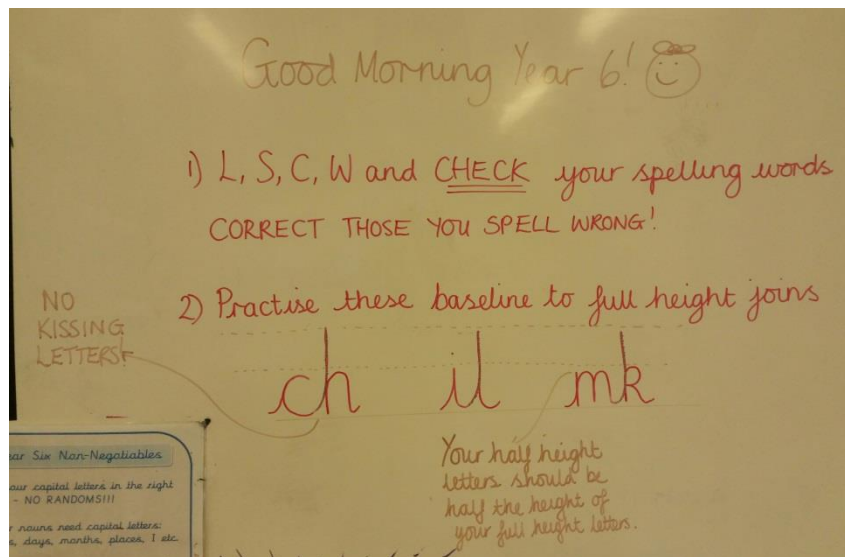 Good Morning Year 6!
1) L, S, C, W and CHECK your spelling words
CORRECT THOSE YOU SPELL WRONG!
2) Practise these baseline to full height joins
NO
KISSING
LETTERS!
ch il mk
Your half height
letters should be
half the height of
your full height letters.
Six Non-Negotiables
capital letters in the right
- NO RANDOMS!!!
nouns need capital letters:
days, months, places, I etc.